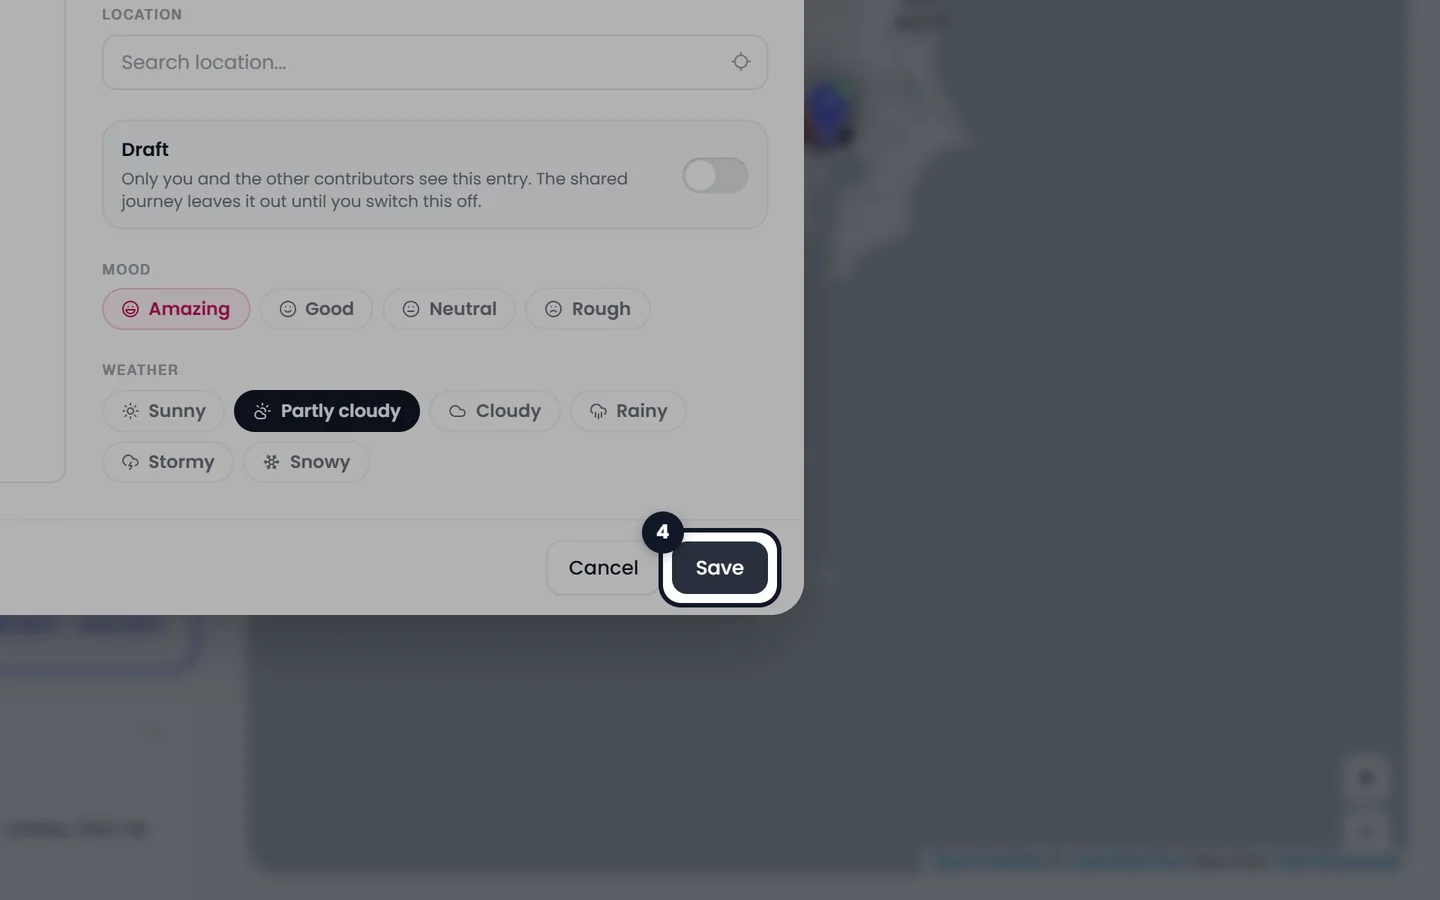 LOCATION
Search location...
Draft
Only you and the other contributors see this entry. The shared
journey leaves it out until you switch this off.
MOOD
Amazing
Good
Neutral
Rough
WEATHER
Sunny
Partly cloudy
Cloudy
Rainy
Stormy
Snowy
4
Cancel
Save